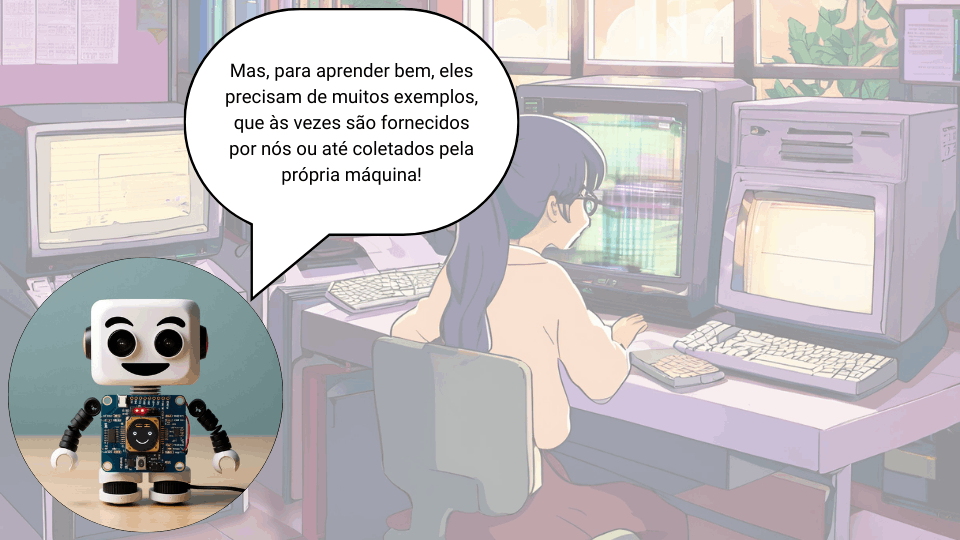 Mas, para aprender bem, eles
precisam de muitos exemplos,
que às vezes são fornecidos
por nós ou até coletados pela
própria máquina!